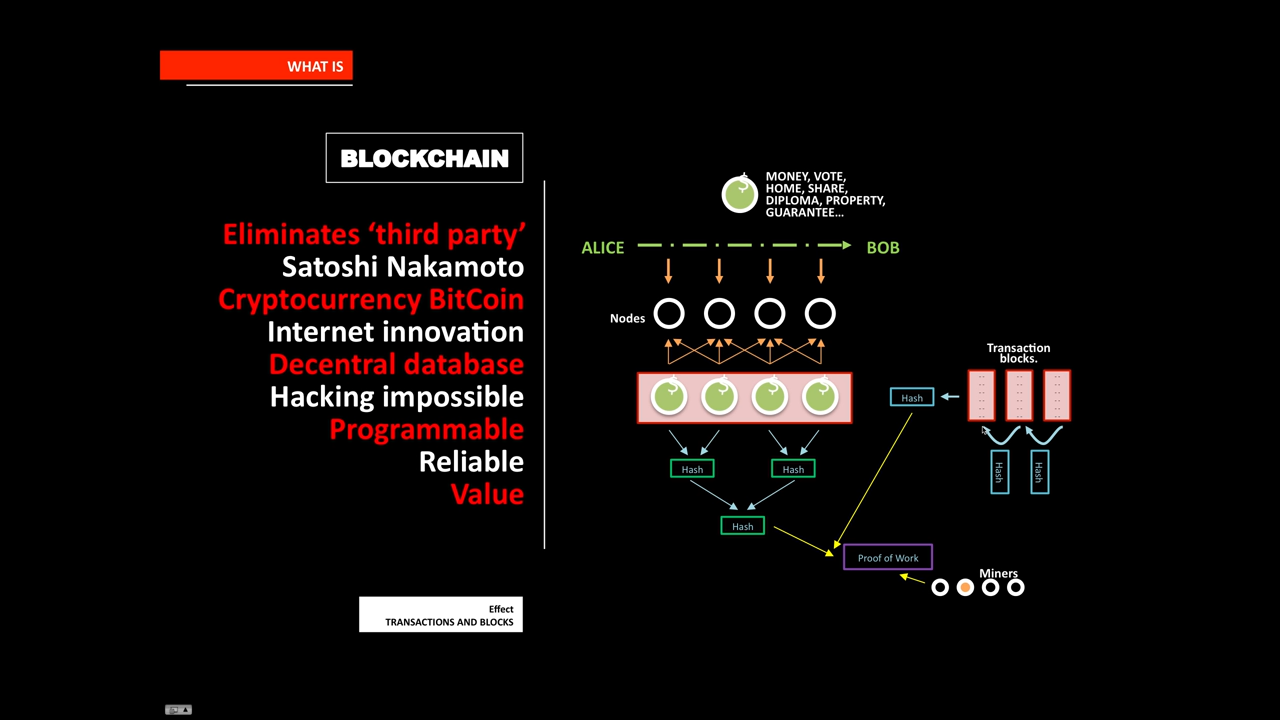 WHAT IS
BLOCKCHAIN
Eliminates ‘third party’
Satoshi Nakamoto
Cryptocurrency BitCoin
Internet innovation
Decentral database
Hacking impossible
Programmable
Reliable
Value
Effect
TRANSACTIONS AND BLOCKS
$
MONEY, VOTE,
HOME, SHARE,
DIPLOMA, PROPERTY,
GUARANTEE...
ALICE
BOB
Nodes
$ $ $ $
Hash
Hash
Hash
Transaction
blocks.
Hash
Hash
Hash
Proof of Work
Miners